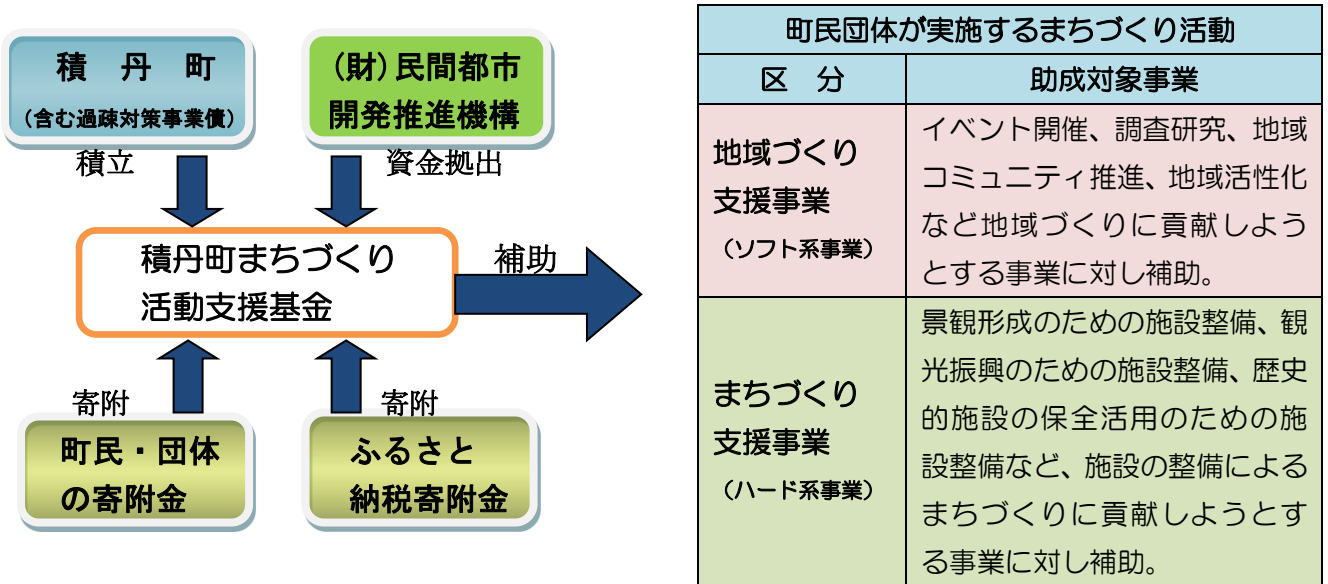 積 丹 町
(含む過疎対策事業債)
(財)民間都市
開発推進機構
積立
資金拠出
積丹町まちづくり
活動支援基金
補助
寄附
寄附
町民・団体
の寄附金
ふるさと
納税寄附金
町民団体が実施するまちづくり活動
区 分
助成対象事業
地域づくり
支援事業
(ソフト系事業)
イベント開催、調査研究、地域
コミュニティ推進、地域活性化
など地域づくりに貢献しよう
とする事業に対し補助。
まちづくり
支援事業
(ハード系事業)
景観形成のための施設整備、観
光振興のための施設整備、歴史
的施設の保全活用のための施
設整備など、施設の整備による
まちづくりに貢献しようとす
る事業に対し補助。